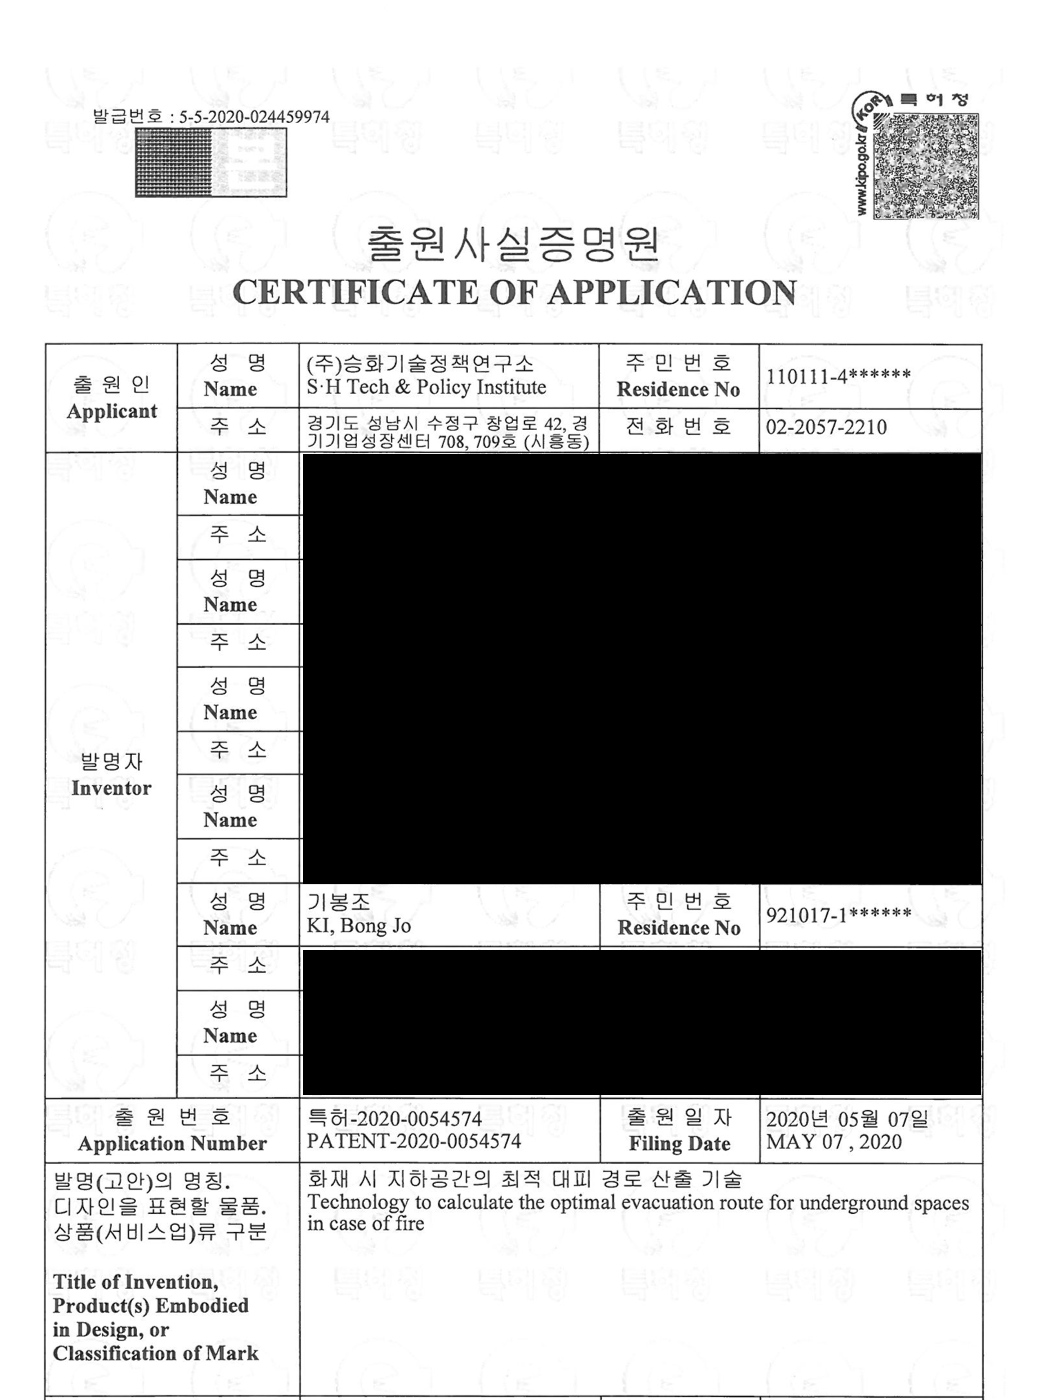 발급번호 : 5-5-2020-024459974
KOR 특허청
www.kipo.go.kr
출원사실증명원
CERTIFICATE OF APPLICATION
출원인
Applicant
성 명
Name
(주)승화기술정책연구소
S·H Tech & Policy Institute
주민번호
Residence No
110111-4******
주 소
경기도 성남시 수정구 창업로 42, 경
기기업성장센터 708, 709호 (시흥동)
전화번호
02-2057-2210
발명자
Inventor
성 명
Name
주 소
성 명
Name
주 소
성 명
Name
주 소
성 명
Name
주 소
성 명
Name
기봉조
KI, Bong Jo
주민번호
Residence No
921017-1******
주 소
성 명
Name
주 소
출원번호
Application Number
특허-2020-0054574
PATENT-2020-0054574
출원일자
Filing Date
2020년 05월 07일
MAY 07 , 2020
발명(고안)의 명칭.
디자인을 표현할 물품.
상품(서비스업)류 구분
Title of Invention,
Product(s) Embodied
in Design, or
Classification of Mark
화재 시 지하공간의 최적 대피 경로 산출 기술
Technology to calculate the optimal evacuation route for underground spaces
in case of fire